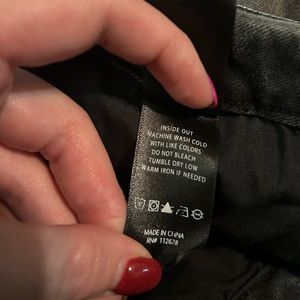 INSIDE OUT
MACHINE WASH COLD
WITH LIKE COLORS
DO NOT BLEACH
TUMBLE DRY LOW
WARM IRON IF NEEDED
MADE IN CHINA
RN# 112628